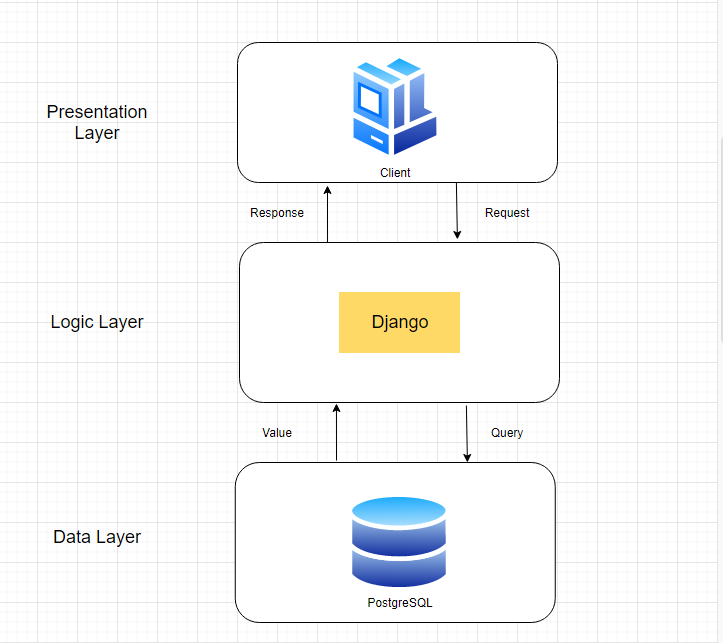 Presentation
Layer
Client
Response
Request
Logic Layer
Django
Value
Query
Data Layer
PostgreSQL